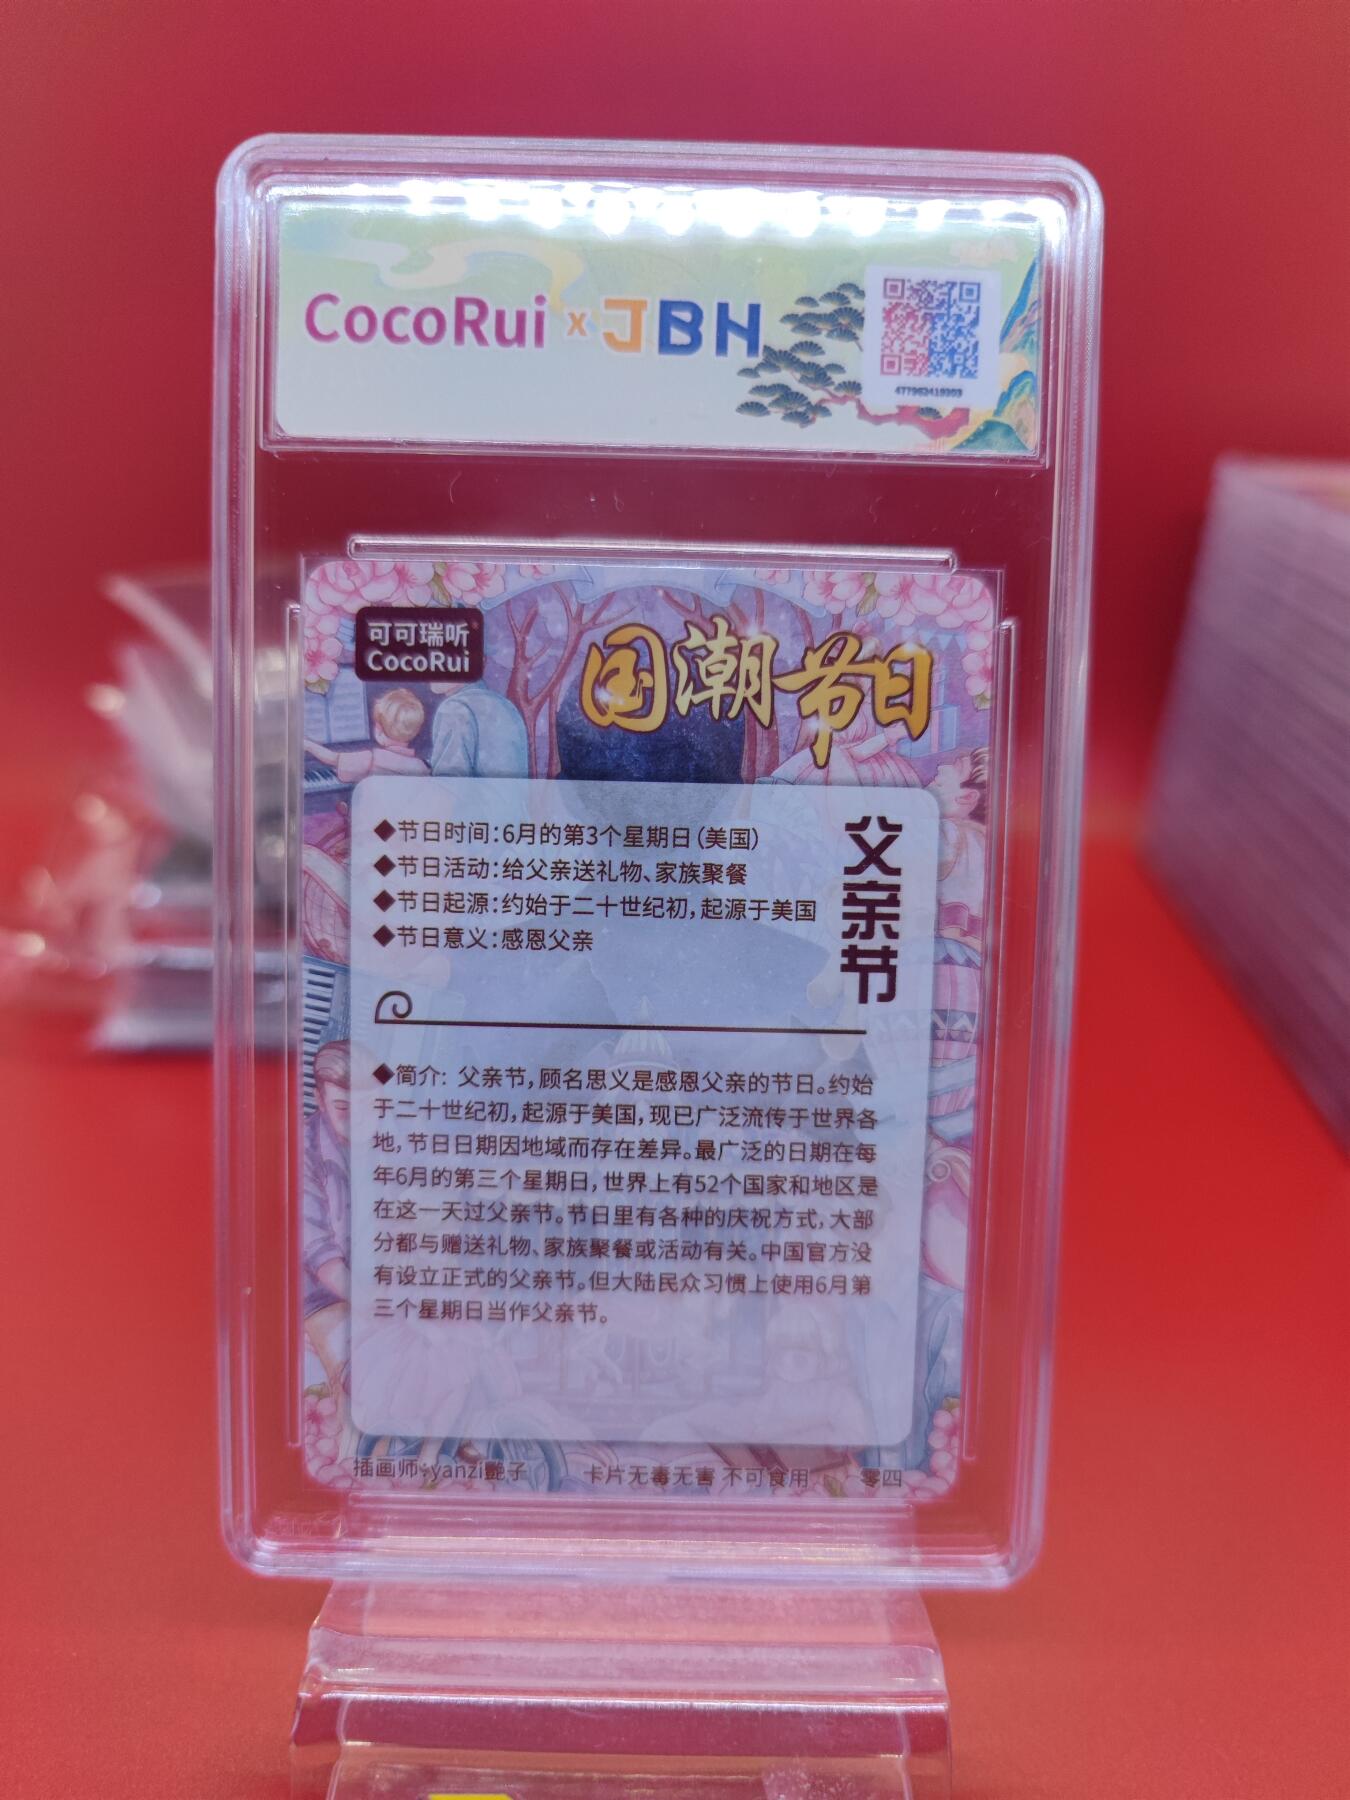 CocoRui x JBH
477962419303
可可瑞听
CocoRui
国潮节日
父亲节
◆节日时间:6月的第3个星期日(美国)
◆节日活动:给父亲送礼物、家族聚餐
◆节日起源:约始于二十世纪初,起源于美国
◆节日意义:感恩父亲
◆简介: 父亲节,顾名思义是感恩父亲的节日。约始
于二十世纪初,起源于美国,现已广泛流传于世界各
地,节日日期因地域而存在差异。最广泛的日期在每
年6月的第三个星期日,世界上有52个国家和地区是
在这一天过父亲节。节日里有各种的庆祝方式,大部
分都与赠送礼物、家族聚餐或活动有关。中国官方没
有设立正式的父亲节。但大陆民众习惯上使用6月第
三个星期日当作父亲节。
插画师:yanzi艶子 卡片无毒无害 不可食用 零四